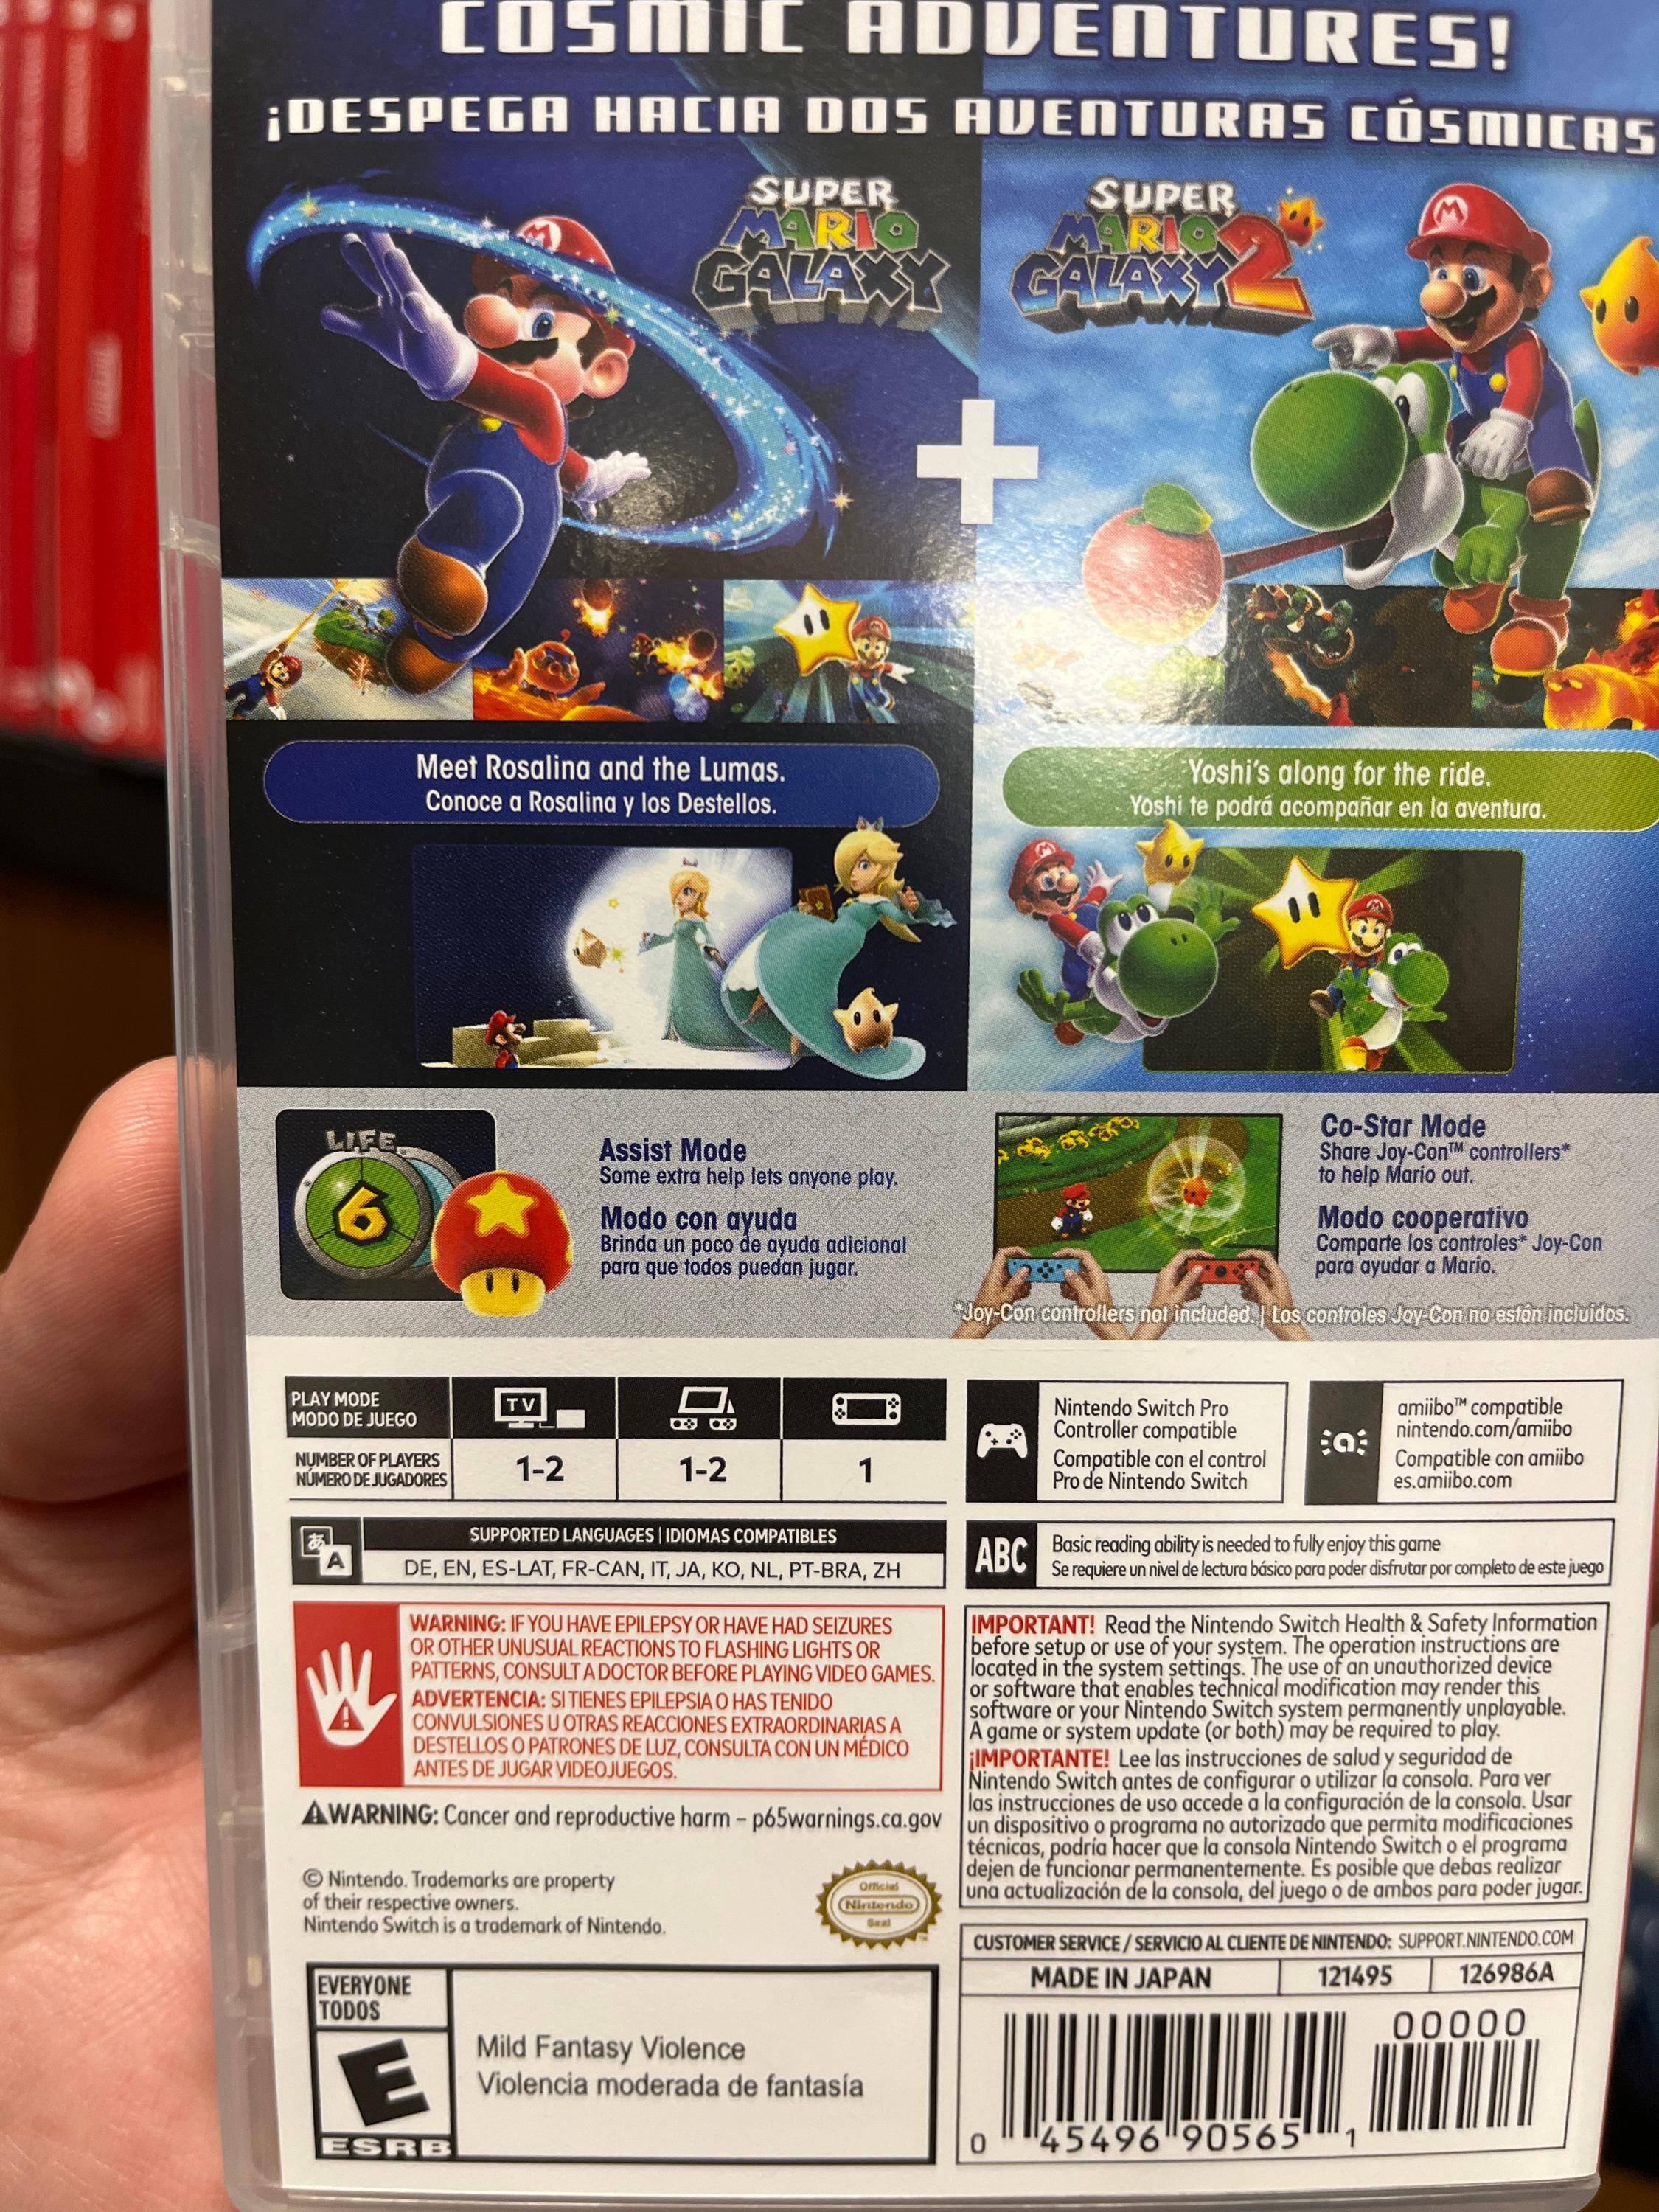 COSMIC ADVENTURES!
¡DESPEGA HACIA DOS AVENTURAS CÓSMICAS
SUPER
MARIO
GALAXY
SUPER
MARIO
GALAXY 2
+
Meet Rosalina and the Lumas.
Conoce a Rosalina y los Destellos.
Yoshi's along for the ride.
Yoshi te podrá acompañar en la aventura.
LIFE
6
Assist Mode
Some extra help lets anyone play.
Modo con ayuda
Brinda un poco de ayuda adicional
para que todos puedan jugar.
Co-Star Mode
Share Joy-Con™ controllers*
to help Mario out.
Modo cooperativo
Comparte los controles* Joy-Con
para ayudar a Mario.
*Joy-Con controllers not included. | Los controles Joy-Con no están incluidos.
PLAY MODE
MODO DE JUEGO
TV
NUMBER OF PLAYERS
NÚMERO DE JUGADORES
1-2
1-2
1
Nintendo Switch Pro
Controller compatible
Compatible con el control
Pro de Nintendo Switch
amiibo™ compatible
nintendo.com/amiibo
Compatible con amiibo
es.amiibo.com
あ
A
SUPPORTED LANGUAGES | IDIOMAS COMPATIBLES
DE, EN, ES-LAT, FR-CAN, IT, JA, KO, NL, PT-BRA, ZH
ABC
Basic reading ability is needed to fully enjoy this game
Se requiere un nivel de lectura básico para poder disfrutar por completo de este juego
WARNING: IF YOU HAVE EPILEPSY OR HAVE HAD SEIZURES
OR OTHER UNUSUAL REACTIONS TO FLASHING LIGHTS OR
PATTERNS, CONSULT A DOCTOR BEFORE PLAYING VIDEO GAMES.
ADVERTENCIA: SI TIENES EPILEPSIA O HAS TENIDO
CONVULSIONES U OTRAS REACCIONES EXTRAORDINARIAS A
DESTELLOS O PATRONES DE LUZ, CONSULTA CON UN MÉDICO
ANTES DE JUGAR VIDEOJUEGOS.
WARNING: Cancer and reproductive harm – p65warnings.ca.gov
IMPORTANT! Read the Nintendo Switch Health & Safety Information
before setup or use of your system. The operation instructions are
located in the system settings. The use of an unauthorized device
or software that enables technical modification may render this
software or your Nintendo Switch system permanently unplayable.
A game or system update (or both) may be required to play.
¡IMPORTANTE! Lee las instrucciones de salud y seguridad de
Nintendo Switch antes de configurar o utilizar la consola. Para ver
las instrucciones de uso accede a la configuración de la consola. Usar
un dispositivo o programa no autorizado que permita modificaciones
técnicas, podría hacer que la consola Nintendo Switch o el programa
dejen de funcionar permanentemente. Es posible que debas realizar
una actualización de la consola, del juego o de ambos para poder jugar.
© Nintendo. Trademarks are property
of their respective owners.
Nintendo Switch is a trademark of Nintendo.
Official
Nintendo
Seal
CUSTOMER SERVICE / SERVICIO AL CLIENTE DE NINTENDO: SUPPORT.NINTENDO.COM
MADE IN JAPAN
121495
126986A
EVERYONE
TODOS
E
ESRB
Mild Fantasy Violence
Violencia moderada de fantasía
00000
0 45496 90565 1